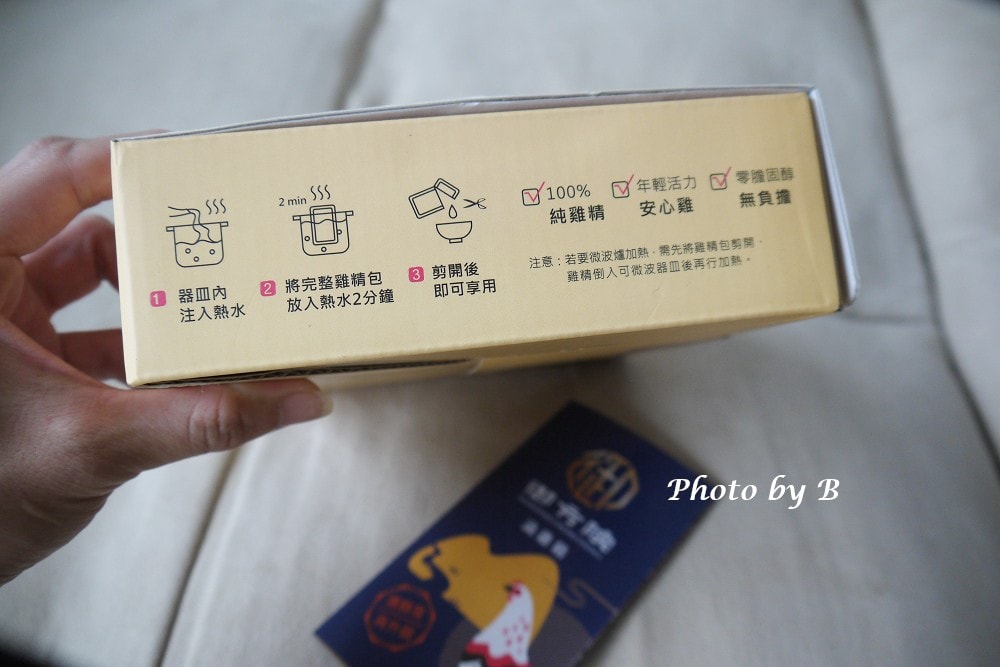 1 器皿內
注入熱水
2 min
2 將完整雞精包
放入熱水2分鐘
3 剪開後
即可享用
100%
純雞精
年輕活力
安心雞
零膽固醇
無負擔
注意：若要微波爐加熱，需先將雞精包剪開，
雞精倒入可微波器皿後再行加熱。
Photo by B